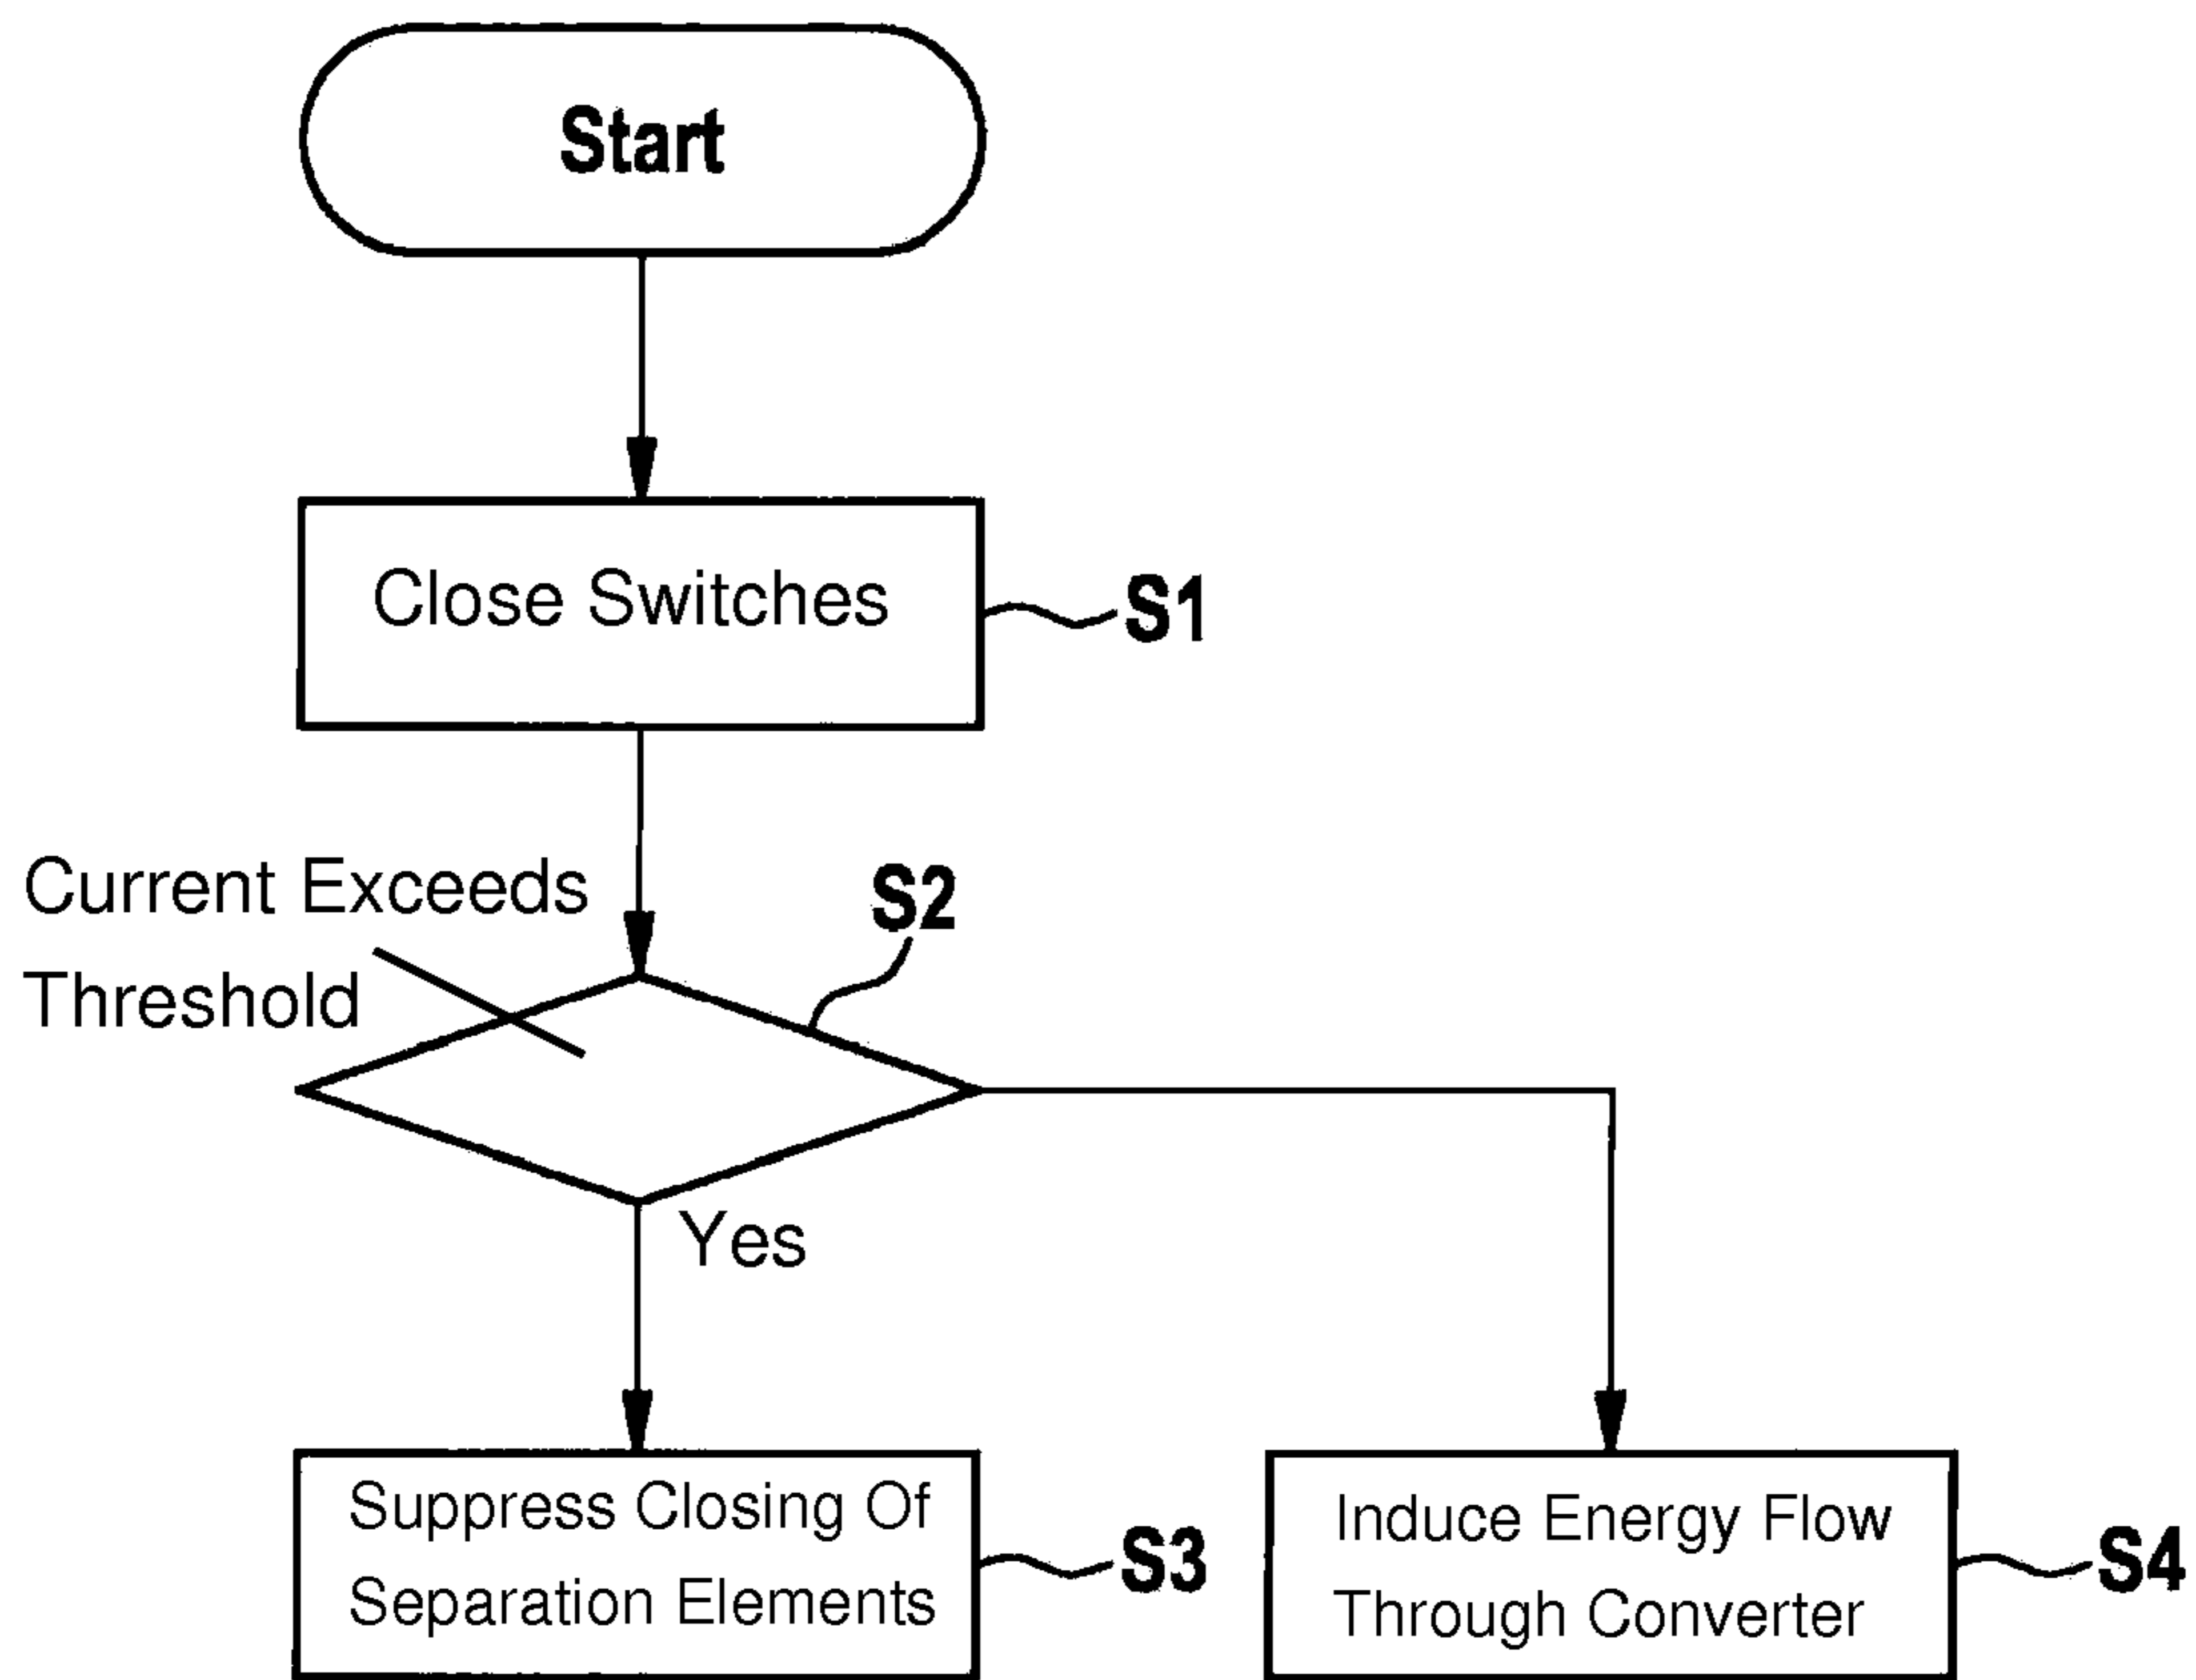 Start
Close Switches
S1
Current Exceeds
Threshold
S2
Yes
Suppress Closing Of
Separation Elements
S3
Induce Energy Flow
Through Converter
S4